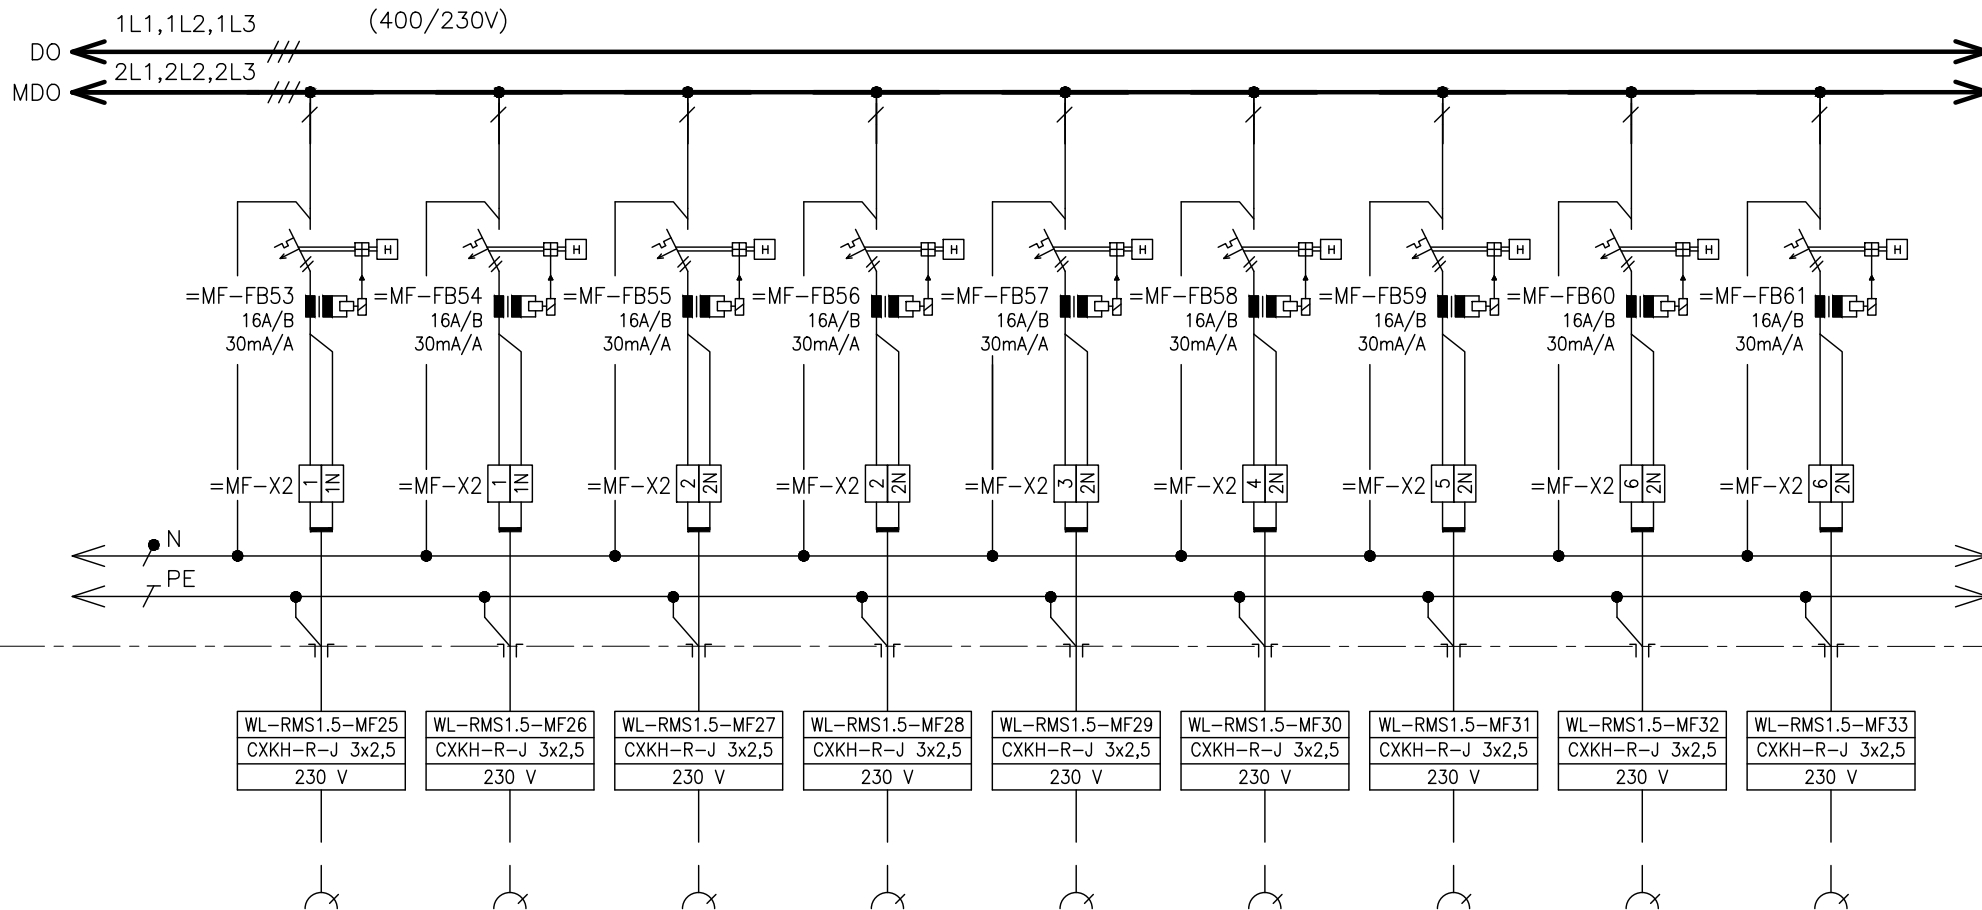 1L1,1L2,1L3 (400/230V)
DO
2L1,2L2,2L3
MDO
H H H H H H H H H
=MF-FB53 =MF-FB54 =MF-FB55 =MF-FB56 =MF-FB57 =MF-FB58 =MF-FB59 =MF-FB60 =MF-FB61
16A/B 16A/B 16A/B 16A/B 16A/B 16A/B 16A/B 16A/B 16A/B
30mA/A 30mA/A 30mA/A 30mA/A 30mA/A 30mA/A 30mA/A 30mA/A 30mA/A
=MF-X2 1 1N =MF-X2 1 1N =MF-X2 2 2N =MF-X2 2 2N =MF-X2 3 2N =MF-X2 4 2N =MF-X2 5 2N =MF-X2 6 2N =MF-X2 6 2N
N
PE
WL-RMS1.5-MF25 WL-RMS1.5-MF26 WL-RMS1.5-MF27 WL-RMS1.5-MF28 WL-RMS1.5-MF29 WL-RMS1.5-MF30 WL-RMS1.5-MF31 WL-RMS1.5-MF32 WL-RMS1.5-MF33
CXKH-R-J 3x2,5 CXKH-R-J 3x2,5 CXKH-R-J 3x2,5 CXKH-R-J 3x2,5 CXKH-R-J 3x2,5 CXKH-R-J 3x2,5 CXKH-R-J 3x2,5 CXKH-R-J 3x2,5 CXKH-R-J 3x2,5
230 V 230 V 230 V 230 V 230 V 230 V 230 V 230 V 230 V